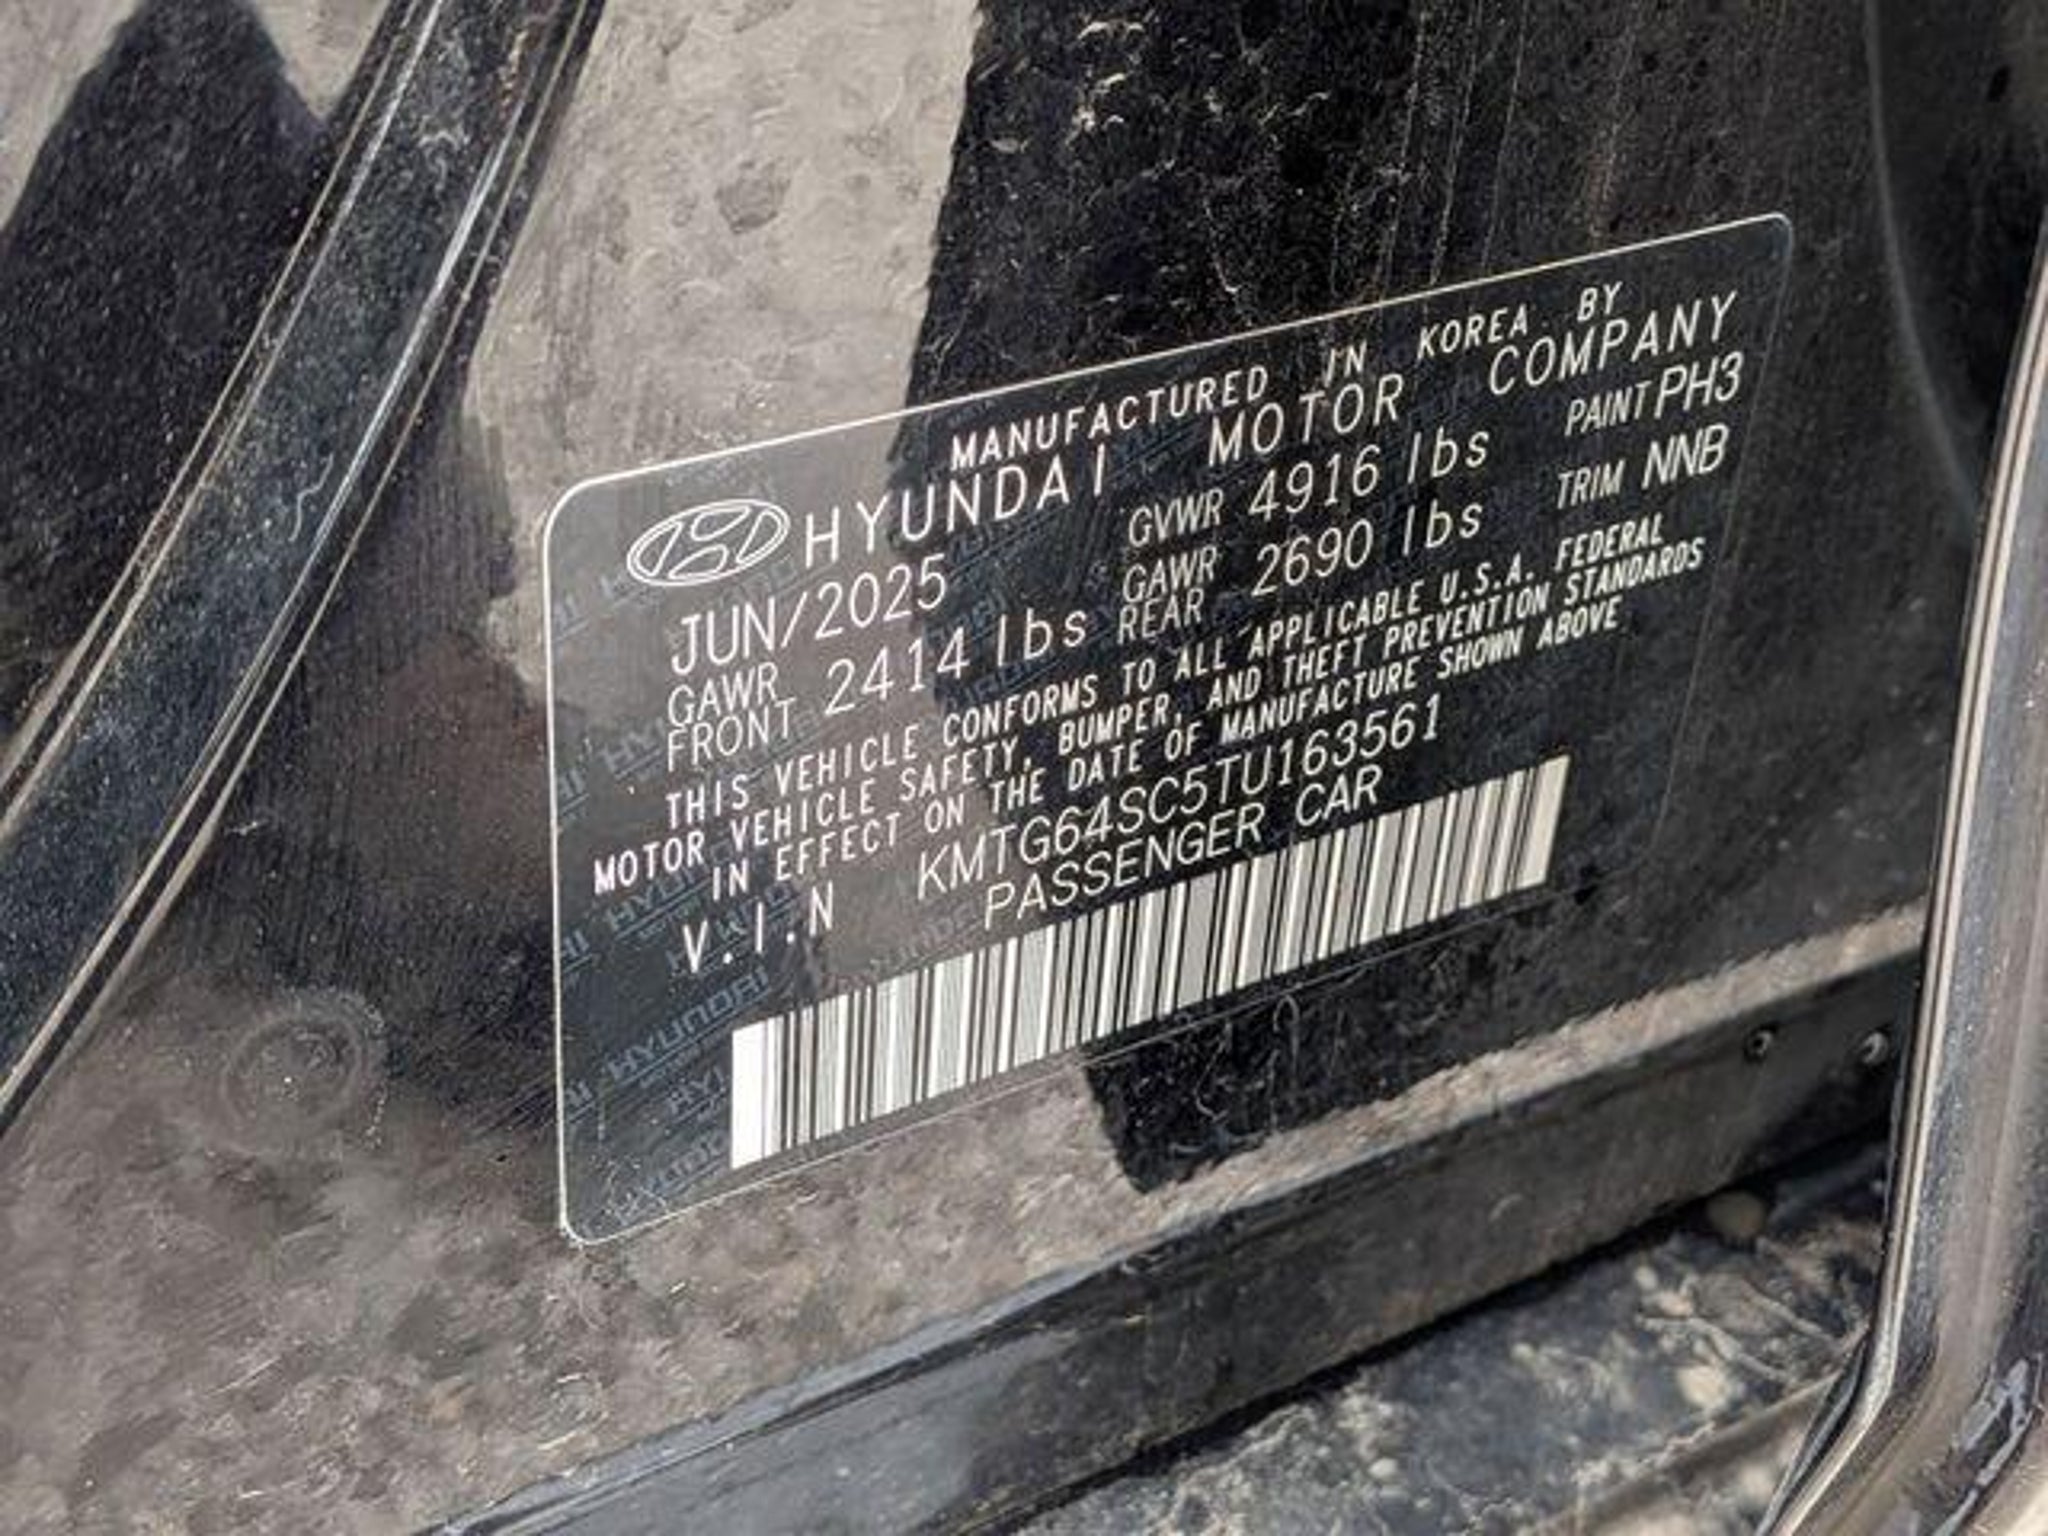 MANUFACTURED IN KOREA BY
HYUNDAI MOTOR COMPANY
JUN/2025 GVWR 4916 lbs PAINT PH3
GAWR FRONT 2414 lbs GAWR REAR 2690 lbs TRIM NNB
THIS VEHICLE CONFORMS TO ALL APPLICABLE U.S.A. FEDERAL
MOTOR VEHICLE SAFETY, BUMPER, AND THEFT PREVENTION STANDARDS
IN EFFECT ON THE DATE OF MANUFACTURE SHOWN ABOVE
V.I.N KMTG64SC5TU163561
PASSENGER CAR